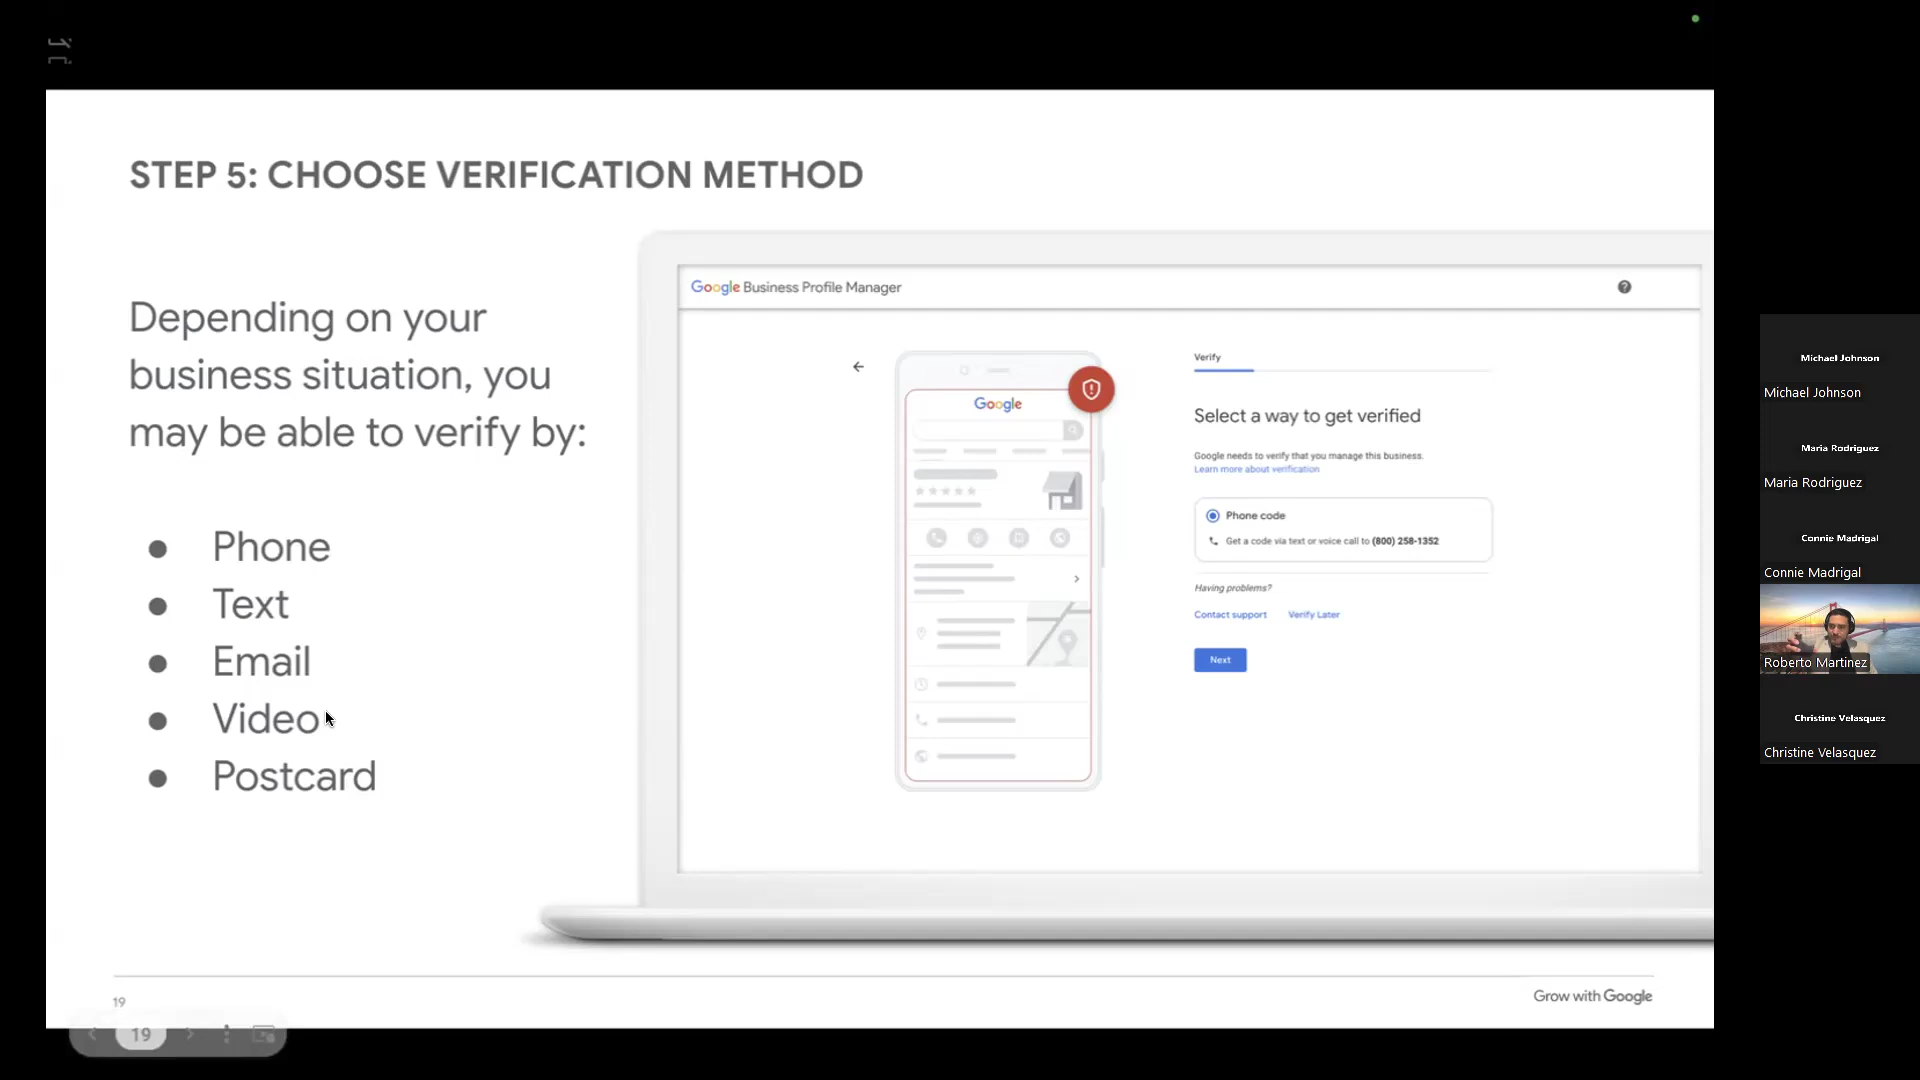 STEP 5: CHOOSE VERIFICATION METHOD
Depending on your
business situation, you
may be able to verify by:
● Phone
● Text
● Email
● Video
● Postcard
Google Business Profile Manager
Google
Verify
Select a way to get verified
Google needs to verify that you manage this business.
Learn more about verification
Phone code
Get a code via text or voice call to (800) 258-1352
Having problems?
Contact support Verify Later
Next
19
Grow with Google
19
Michael Johnson
Michael Johnson
Maria Rodriguez
Maria Rodriguez
Connie Madrigal
Connie Madrigal
Roberto Martinez
Christine Velasquez
Christine Velasquez